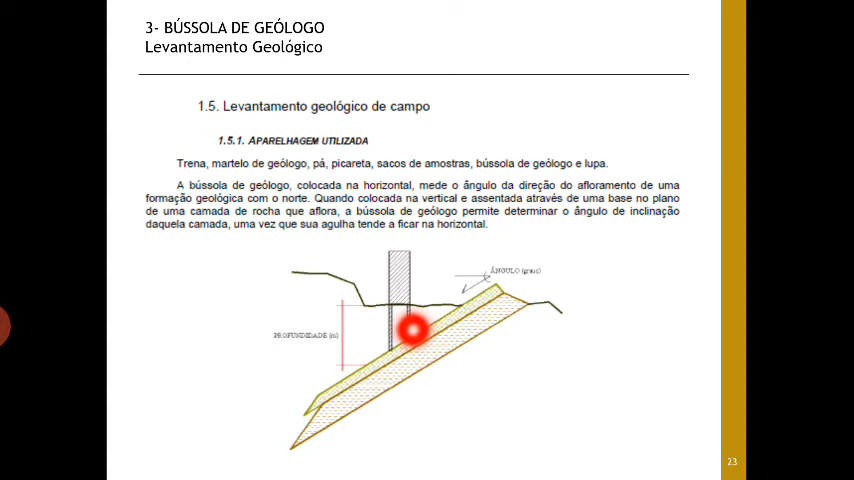 3- BÚSSOLA DE GEÓLOGO
Levantamento Geológico
1.5. Levantamento geológico de campo
1.5.1. APARELHAGEM UTILIZADA
Trena, martelo de geólogo, pá, picareta, sacos de amostras, bússola de geólogo e lupa.
A bússola de geólogo, colocada na horizontal, mede o ângulo da direção do afloramento de uma
formação geológica com o norte. Quando colocada na vertical e assentada através de uma base no plano
de uma camada de rocha que aflora, a bússola de geólogo permite determinar o ângulo de inclinação
daquela camada, uma vez que sua agulha tende a ficar na horizontal.
ÂNGULO (graus)
PROFUNDIDADE (m)
23